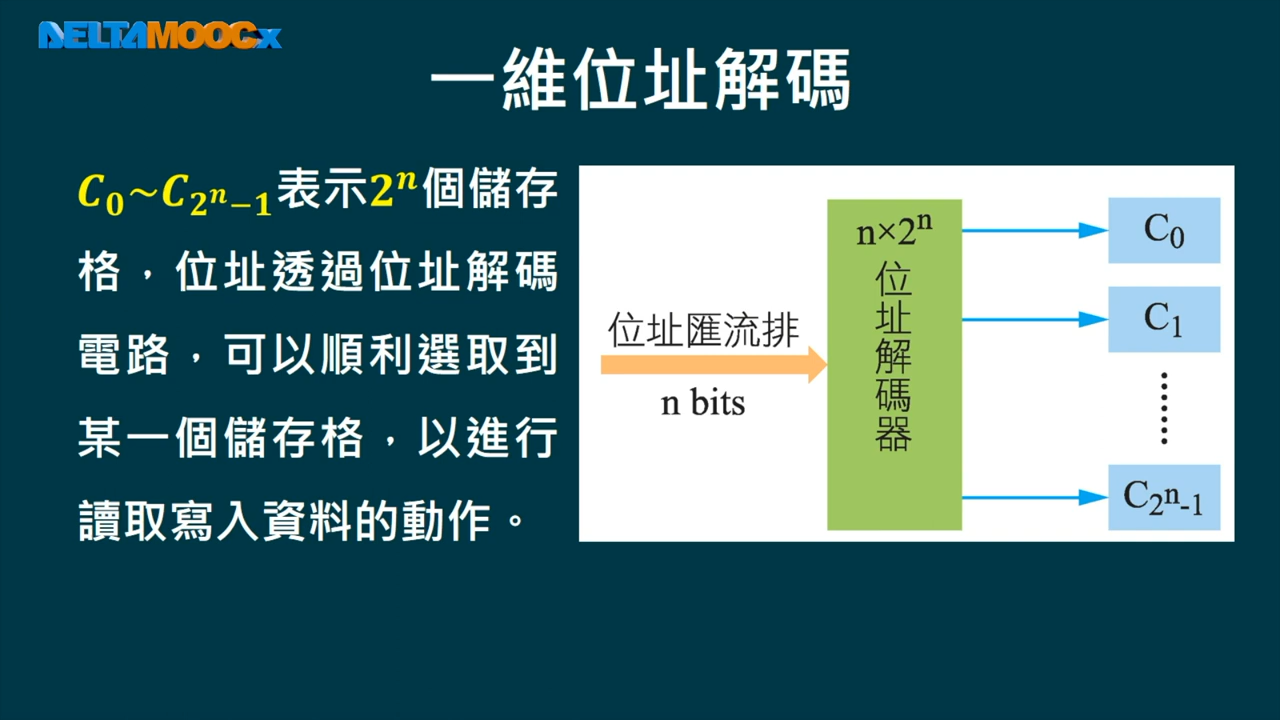 DELTAMOOCx
一維位址解碼
C₀~C₂ⁿ₋₁表示2ⁿ個儲存
格，位址透過位址解碼
電路，可以順利選取到
某一個儲存格，以進行
讀取寫入資料的動作。
位址匯流排
n bits
n×2ⁿ
位址解碼器
C₀
C₁
C₂ⁿ₋₁